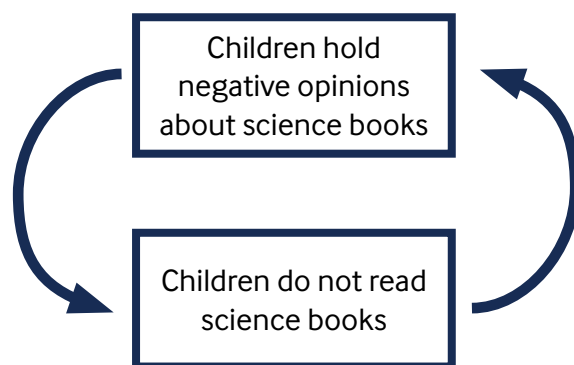 Children hold
negative opinions
about science books
Children do not read
science books